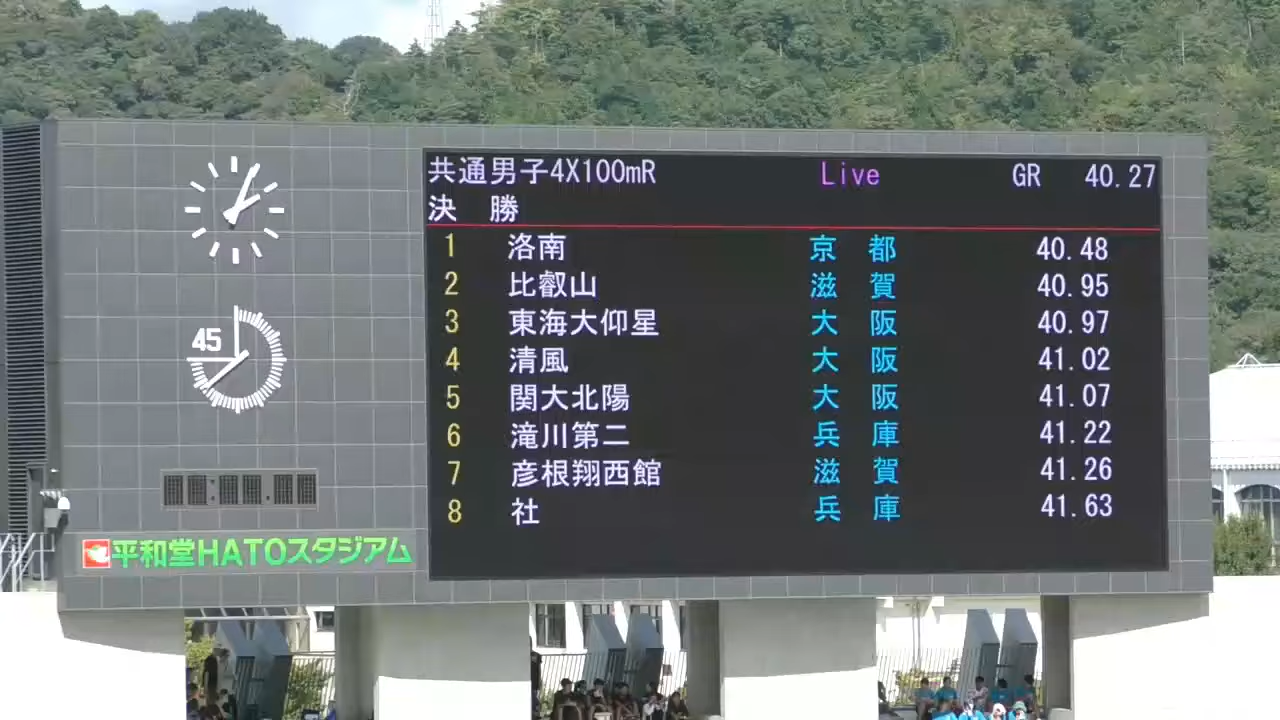 共通男子4X100mR Live GR 40.27
決 勝
1 洛南 京 都 40.48
2 比叡山 滋 賀 40.95
3 東海大仰星 大 阪 40.97
4 清風 大 阪 41.02
5 関大北陽 大 阪 41.07
6 滝川第二 兵 庫 41.22
7 彦根翔西館 滋 賀 41.26
8 社 兵 庫 41.63
45
平和堂HATOスタジアム